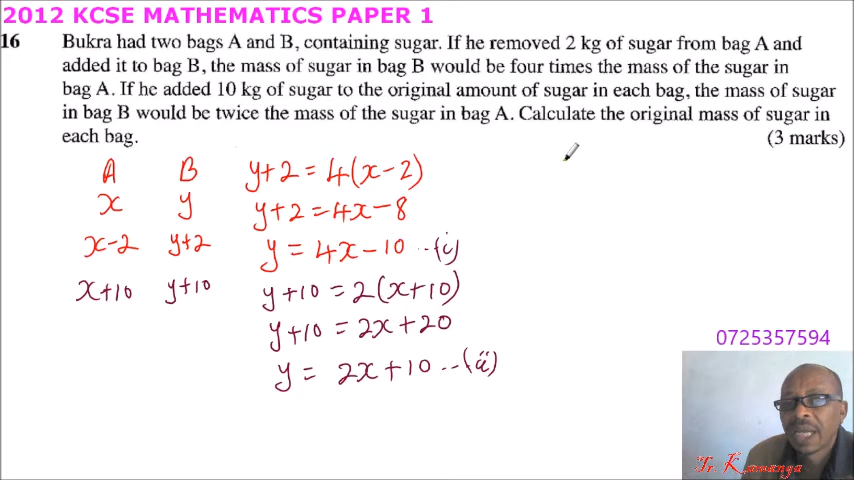 2012 KCSE MATHEMATICS PAPER 1
16 Bukra had two bags A and B, containing sugar. If he removed 2 kg of sugar from bag A and
added it to bag B, the mass of sugar in bag B would be four times the mass of the sugar in
bag A. If he added 10 kg of sugar to the original amount of sugar in each bag, the mass of sugar
in bag B would be twice the mass of the sugar in bag A. Calculate the original mass of sugar in
each bag. (3 marks)
A B y+2 = 4(x-2)
x y y+2 = 4x-8
x-2 y+2 y = 4x-10 --(i)
x+10 y+10 y+10 = 2(x+10)
y+10 = 2x+20
y = 2x+10 --(ii)
0725357594
Tr. Kamanga